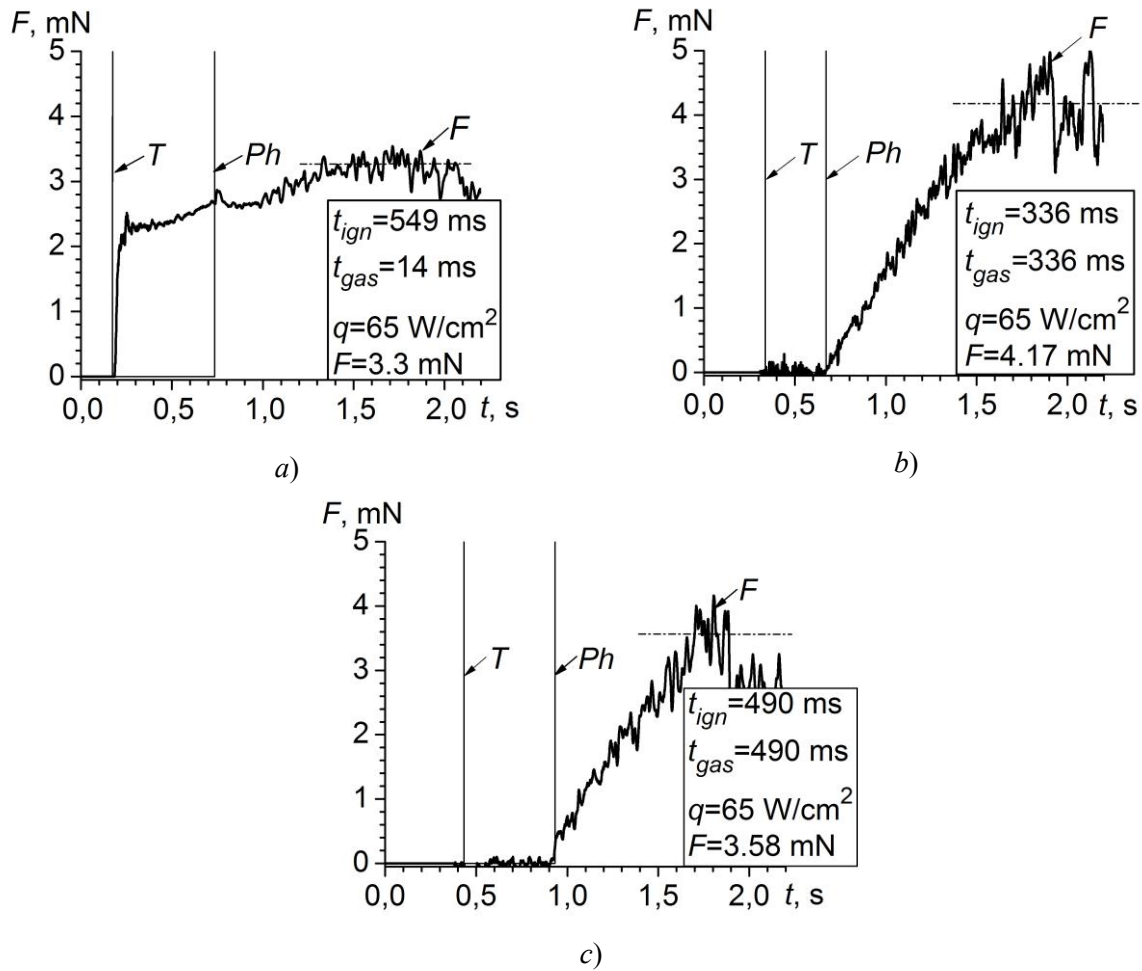 F, mN
5
4
3
2
1
0
T
Ph
F
t_ign=549 ms
t_gas=14 ms
q=65 W/cm²
F=3.3 mN
0,0 0,5 1,0 1,5 2,0 t, s
a)
F, mN
5
4
3
2
1
0
T
Ph
F
t_ign=336 ms
t_gas=336 ms
q=65 W/cm²
F=4.17 mN
0,0 0,5 1,0 1,5 2,0 t, s
b)
F, mN
5
4
3
2
1
0
T
Ph
F
t_ign=490 ms
t_gas=490 ms
q=65 W/cm²
F=3.58 mN
0,0 0,5 1,0 1,5 2,0 t, s
c)